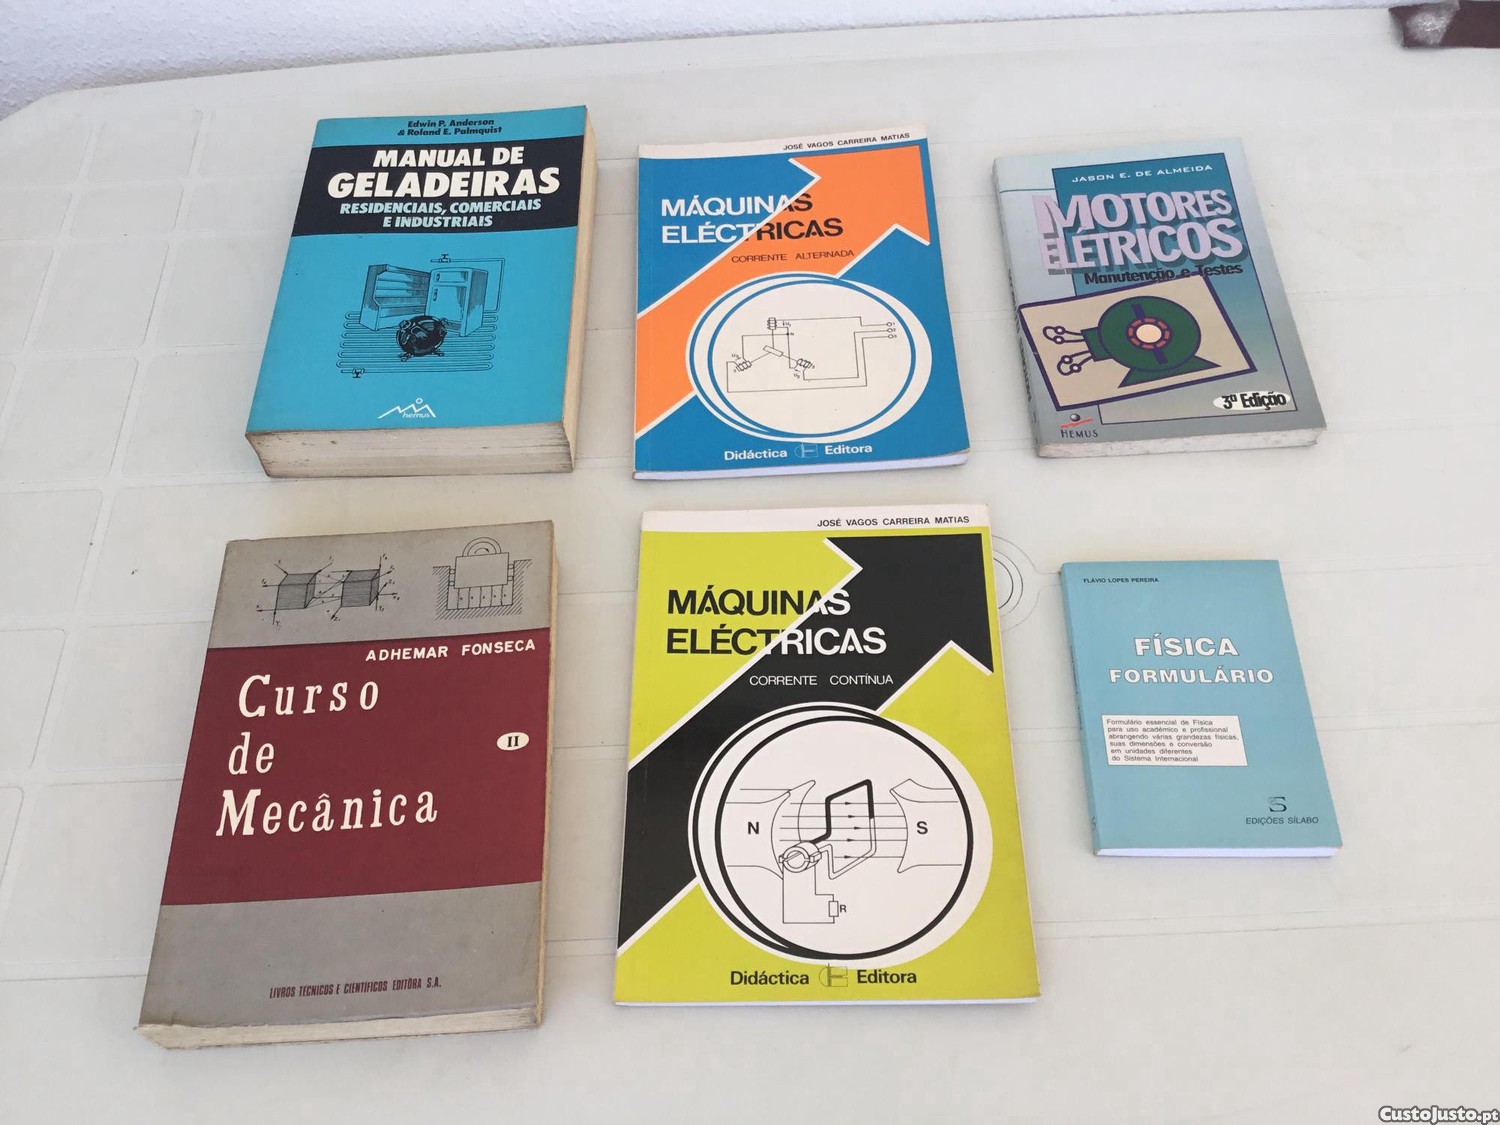 Edwin P. Anderson
& Roland E. Palmquist
MANUAL DE
GELADEIRAS
RESIDENCIAIS, COMERCIAIS
E INDUSTRIAIS
hemus
JOSÉ VAGOS CARREIRA MATIAS
MÁQUINAS
ELÉCTRICAS
CORRENTE ALTERNADA
Didáctica Editora
JASON E. DE ALMEIDA
MOTORES
ELÉTRICOS
Manutenção e Testes
3ª Edição
HEMUS
ADHEMAR FONSECA
Curso
de
II
Mecânica
LIVROS TECNICOS E CIENTIFICOS EDITÔRA S.A.
JOSÉ VAGOS CARREIRA MATIAS
MÁQUINAS
ELÉCTRICAS
CORRENTE CONTÍNUA
N S
R
Didáctica Editora
FLÁVIO LOPES PEREIRA
FÍSICA
FORMULÁRIO
Formulário essencial de Física
para uso académico e profissional
abrangendo várias grandezas físicas,
suas dimensões e conversão
em unidades diferentes
do Sistema Internacional
EDIÇÕES SÍLABO
CustoJusto.pt